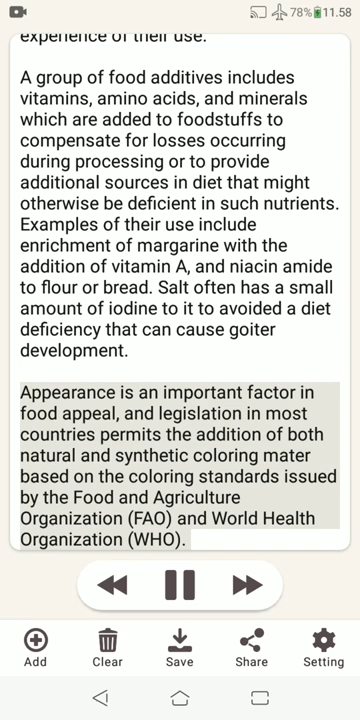 78% 11.58
experience of their use.
A group of food additives includes
vitamins, amino acids, and minerals
which are added to foodstuffs to
compensate for losses occurring
during processing or to provide
additional sources in diet that might
otherwise be deficient in such nutrients.
Examples of their use include
enrichment of margarine with the
addition of vitamin A, and niacin amide
to flour or bread. Salt often has a small
amount of iodine to it to avoided a diet
deficiency that can cause goiter
development.
Appearance is an important factor in
food appeal, and legislation in most
countries permits the addition of both
natural and synthetic coloring mater
based on the coloring standards issued
by the Food and Agriculture
Organization (FAO) and World Health
Organization (WHO).
Add Clear Save Share Setting